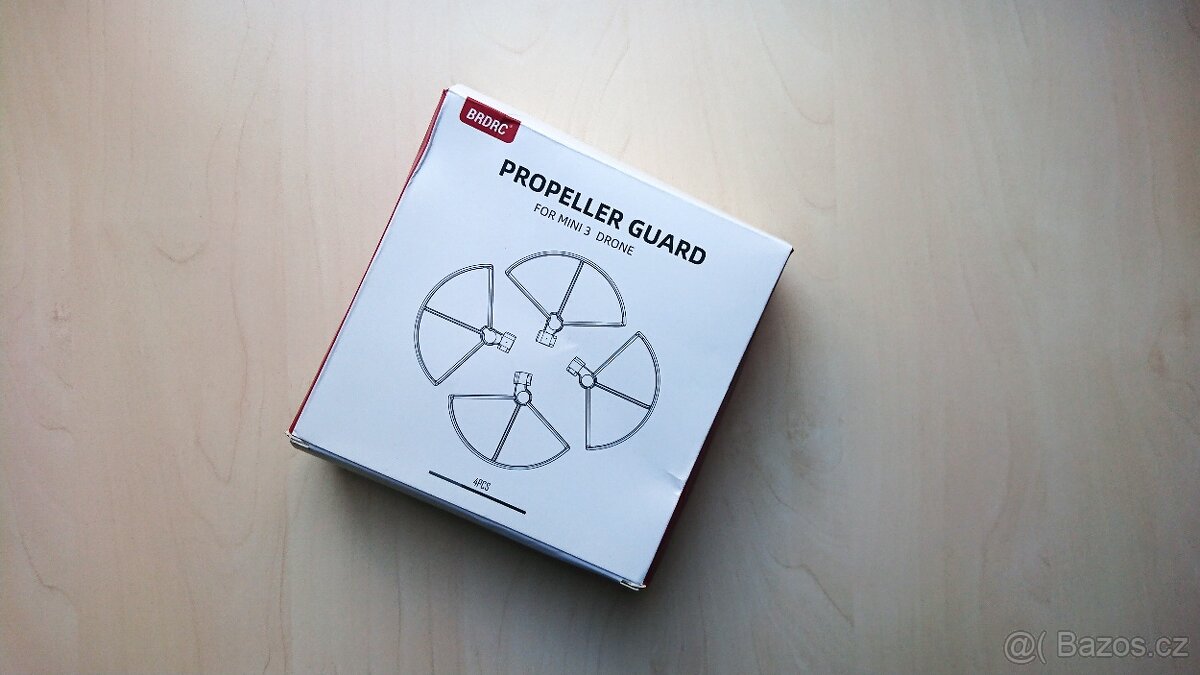 BRDRC®
PROPELLER GUARD
FOR MINI 3 DRONE
4PCS
@( Bazos.cz